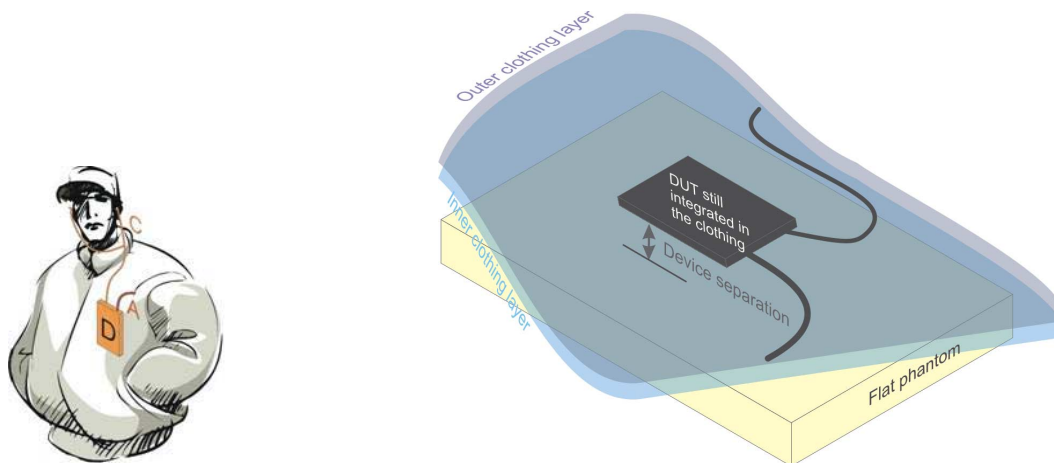 C
A
D
Outer clothing layer
Inner clothing layer
DUT still
integrated in
the clothing
Device separation
Flat phantom